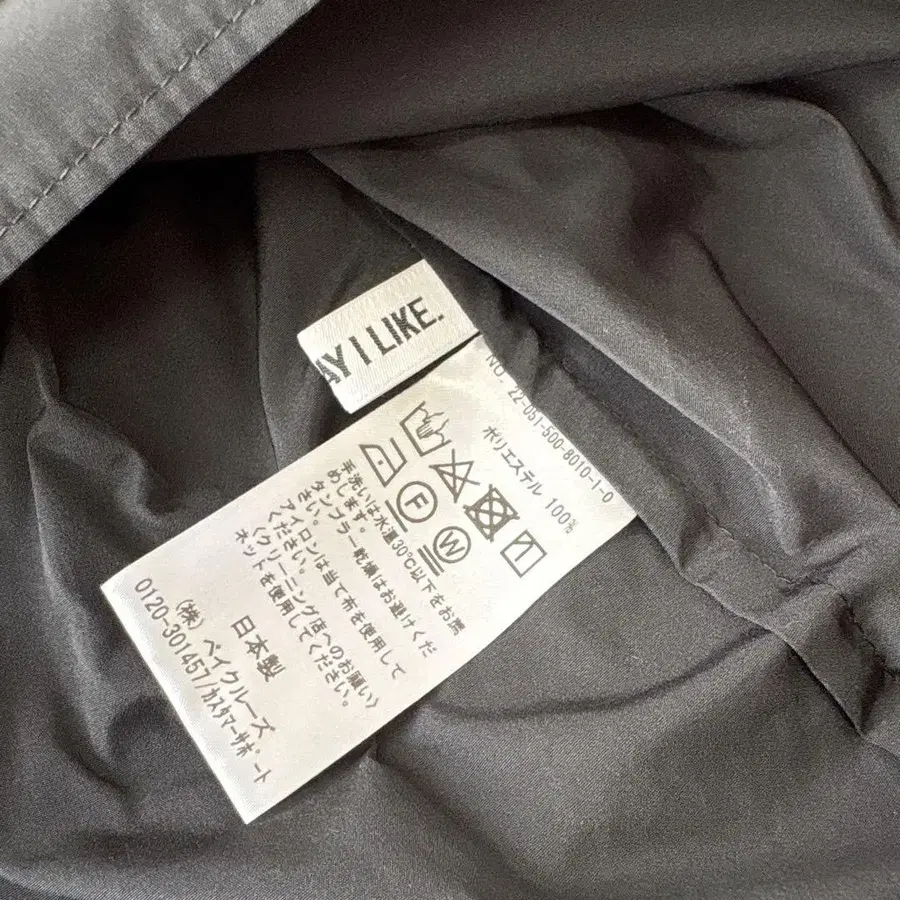 AY I LIKE.
NO. 22-051-500-8010-1-0
ポリエステル 100%
F
W
手洗いは水温30℃以下をお薦
めします。
タンブラー乾燥はお避けくだ
さい。
アイロンは当て布を使用して
ください。
〈クリーニング店へのお願い〉
ネットを使用してください。
日本製
(株) ベイクルーズ
0120-301457/カスタマーサポート